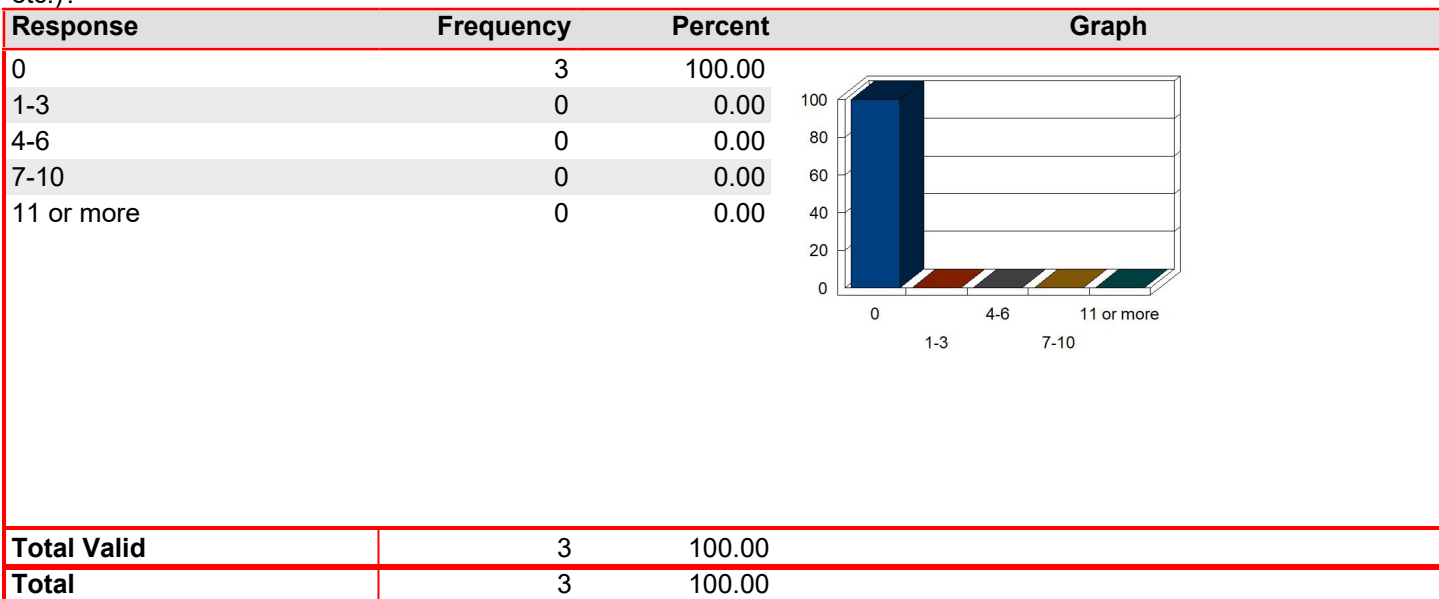 etc.)?
Response Frequency Percent Graph
0 3 100.00
1-3 0 0.00
4-6 0 0.00
7-10 0 0.00
11 or more 0 0.00
100
80
60
40
20
0
0 4-6 11 or more
1-3 7-10
Total Valid 3 100.00
Total 3 100.00